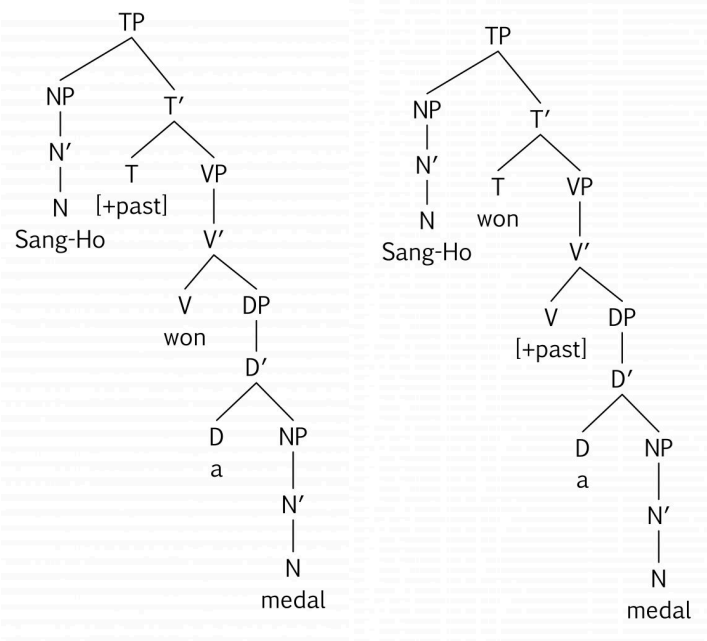 TP
NP
T′
N′
T
VP
N
[+past]
Sang-Ho
V′
V
DP
won
D′
D
NP
a
N′
N
medal
TP
NP
T′
N′
T
VP
N
won
Sang-Ho
V′
V
DP
[+past]
D′
D
NP
a
N′
N
medal